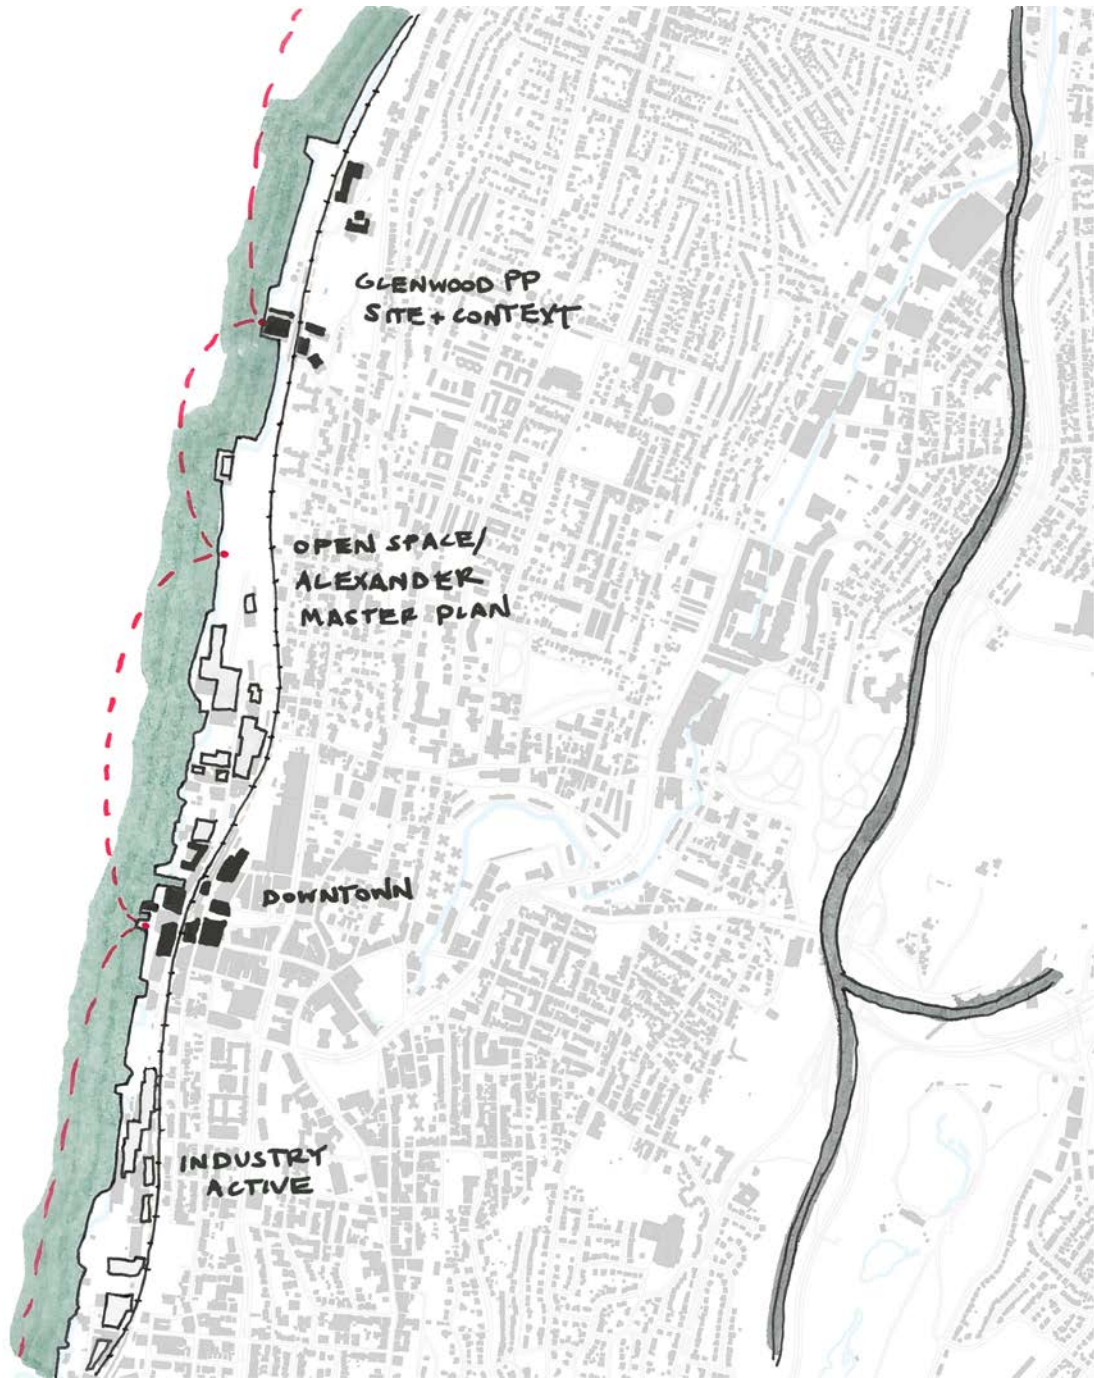 GLENWOOD PP
SITE + CONTEXT
OPEN SPACE/
ALEXANDER
MASTER PLAN
DOWNTOWN
INDUSTRY
ACTIVE